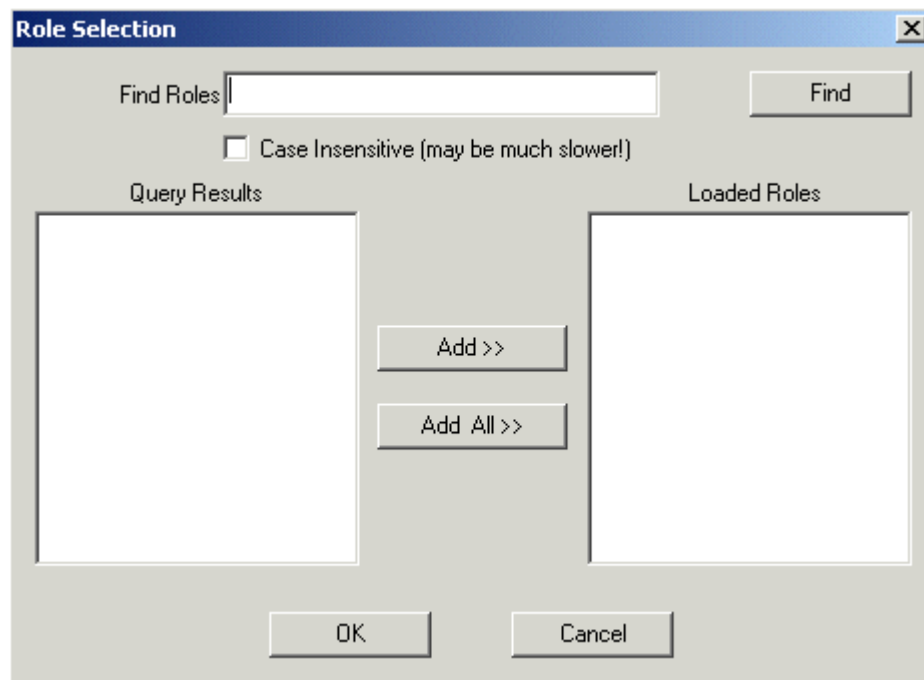 Role Selection
Find Roles
Find
Case Insensitive (may be much slower!)
Query Results
Loaded Roles
Add >>
Add All >>
OK
Cancel